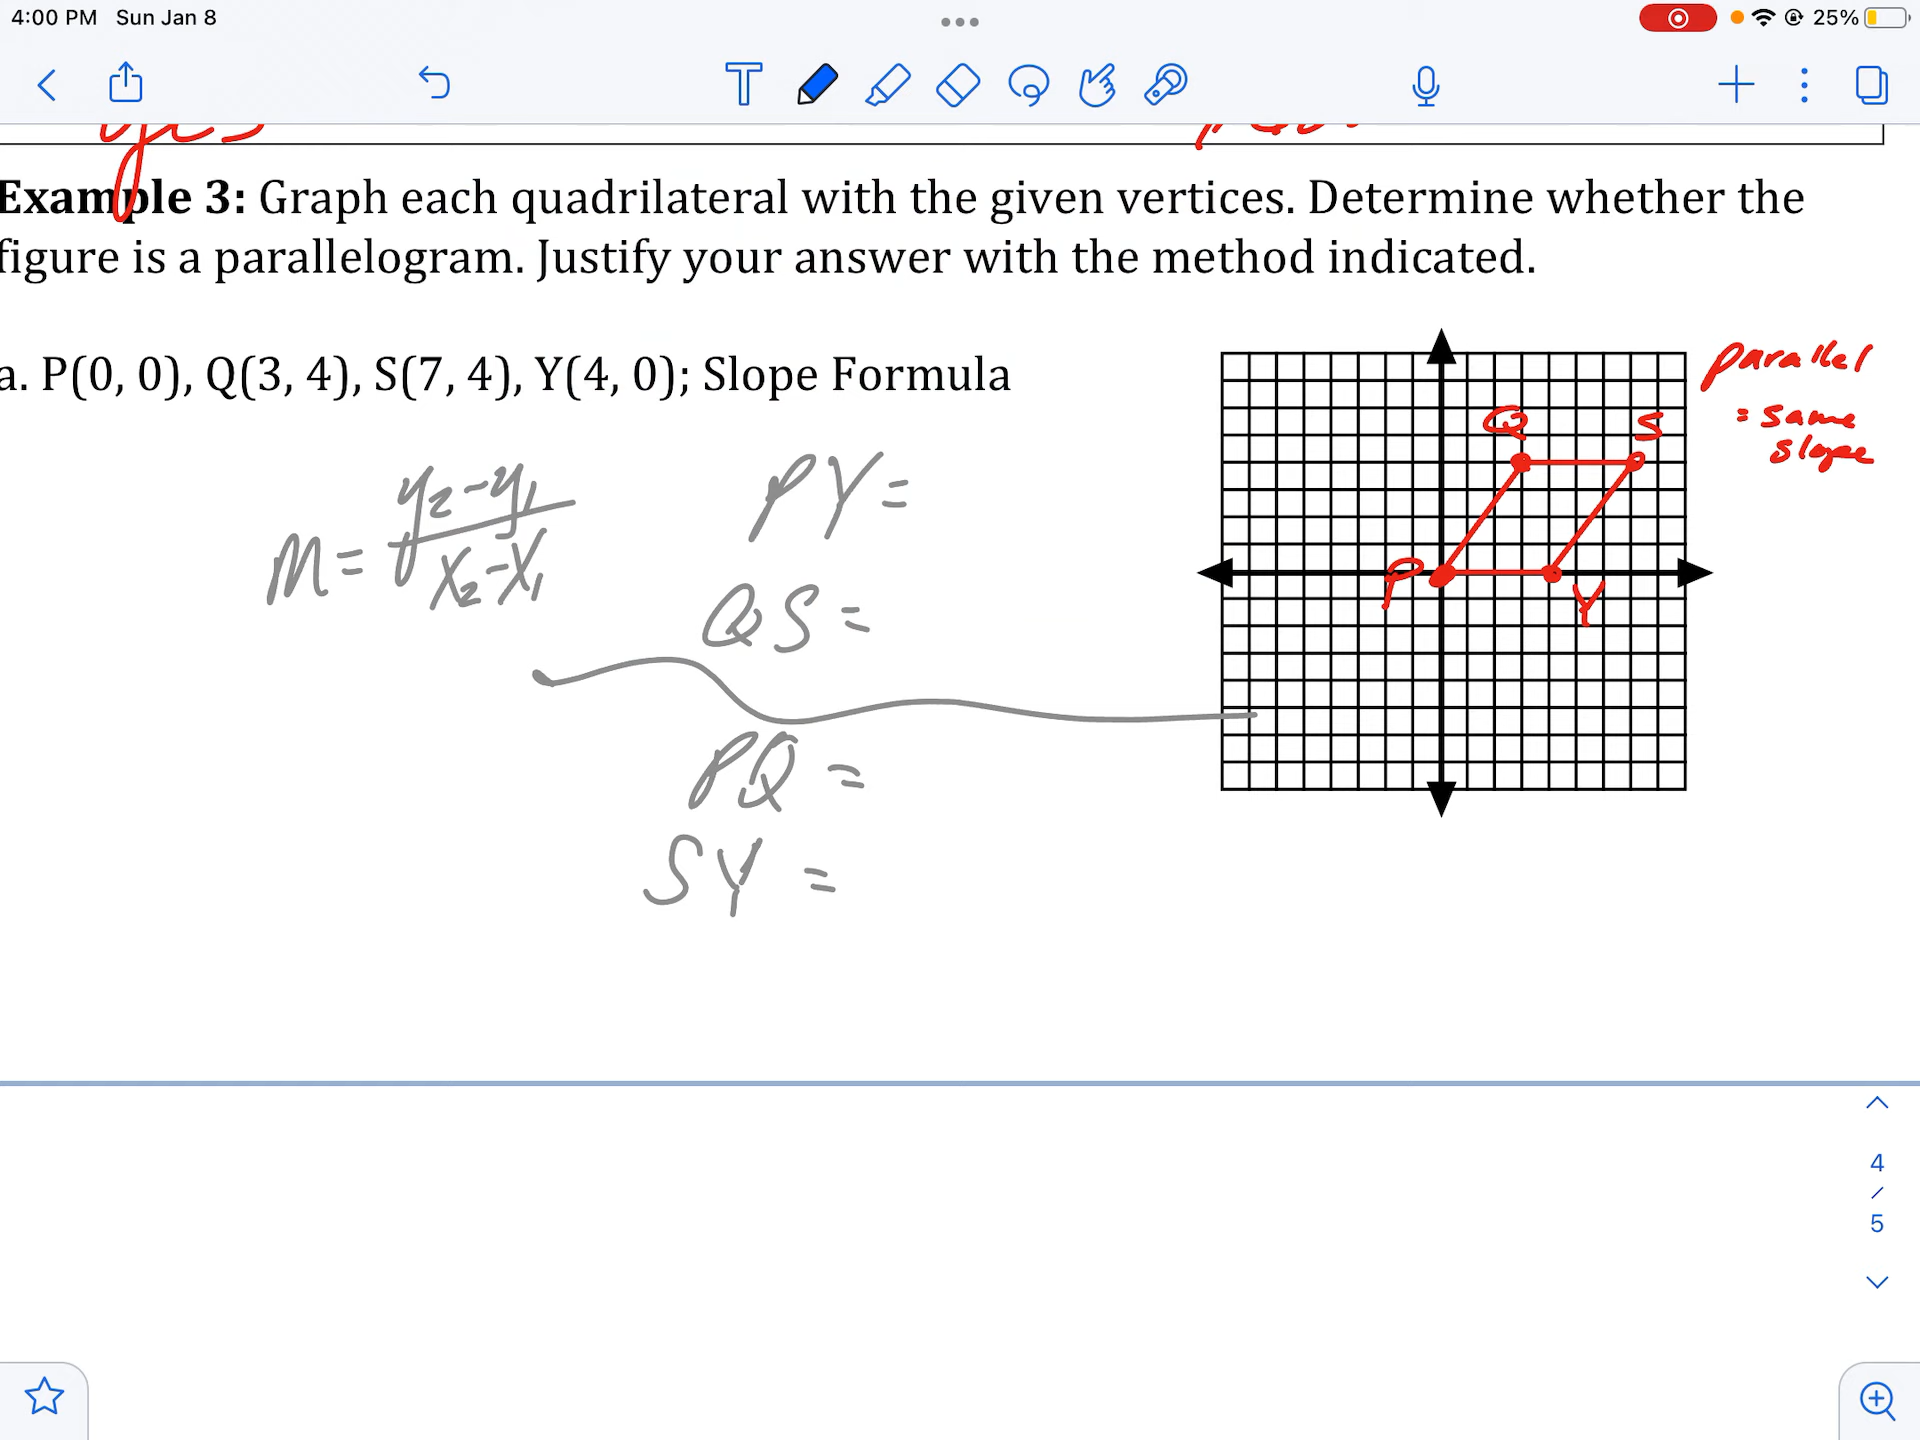 4:00 PM Sun Jan 8
25%
yes
Example 3: Graph each quadrilateral with the given vertices. Determine whether the
figure is a parallelogram. Justify your answer with the method indicated.
a. P(0, 0), Q(3, 4), S(7, 4), Y(4, 0); Slope Formula
parallel
= same
slope
Q
S
P
Y
M = y₂-y₁
x₂-x₁
PY =
QS =
PQ =
SY =
4
/
5